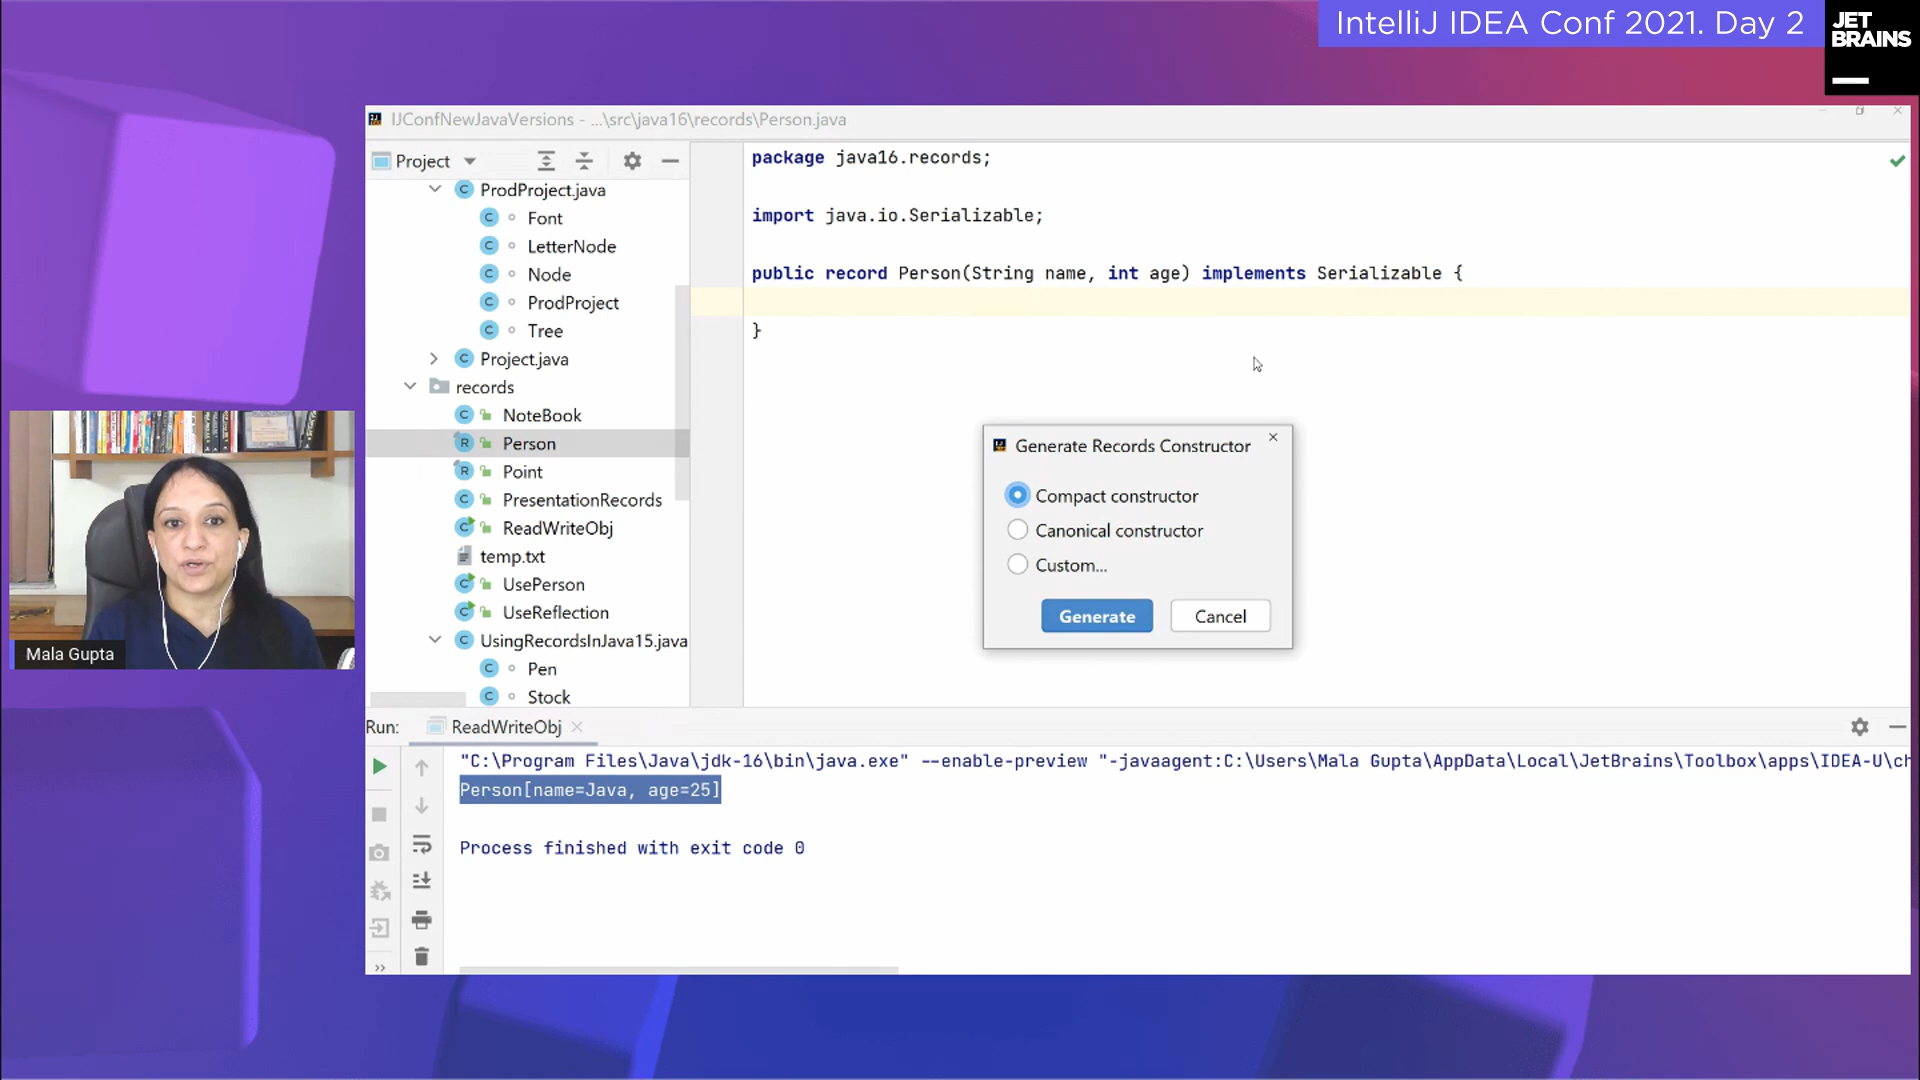 IntelliJ IDEA Conf 2021. Day 2
JET
BRAINS
IJConfNewJavaVersions - ...\src\java16\records\Person.java
Project
ProdProject.java
Font
LetterNode
Node
ProdProject
Tree
Project.java
records
NoteBook
Person
Point
PresentationRecords
ReadWriteObj
temp.txt
UsePerson
UseReflection
UsingRecordsInJava15.java
Pen
Stock
package java16.records;
import java.io.Serializable;
public record Person(String name, int age) implements Serializable {
}
Generate Records Constructor
Compact constructor
Canonical constructor
Custom...
Generate
Cancel
Mala Gupta
Run:
ReadWriteObj
"C:\Program Files\Java\jdk-16\bin\java.exe" --enable-preview "-javaagent:C:\Users\Mala Gupta\AppData\Local\JetBrains\Toolbox\apps\IDEA-U\ch
Person[name=Java, age=25]
Process finished with exit code 0